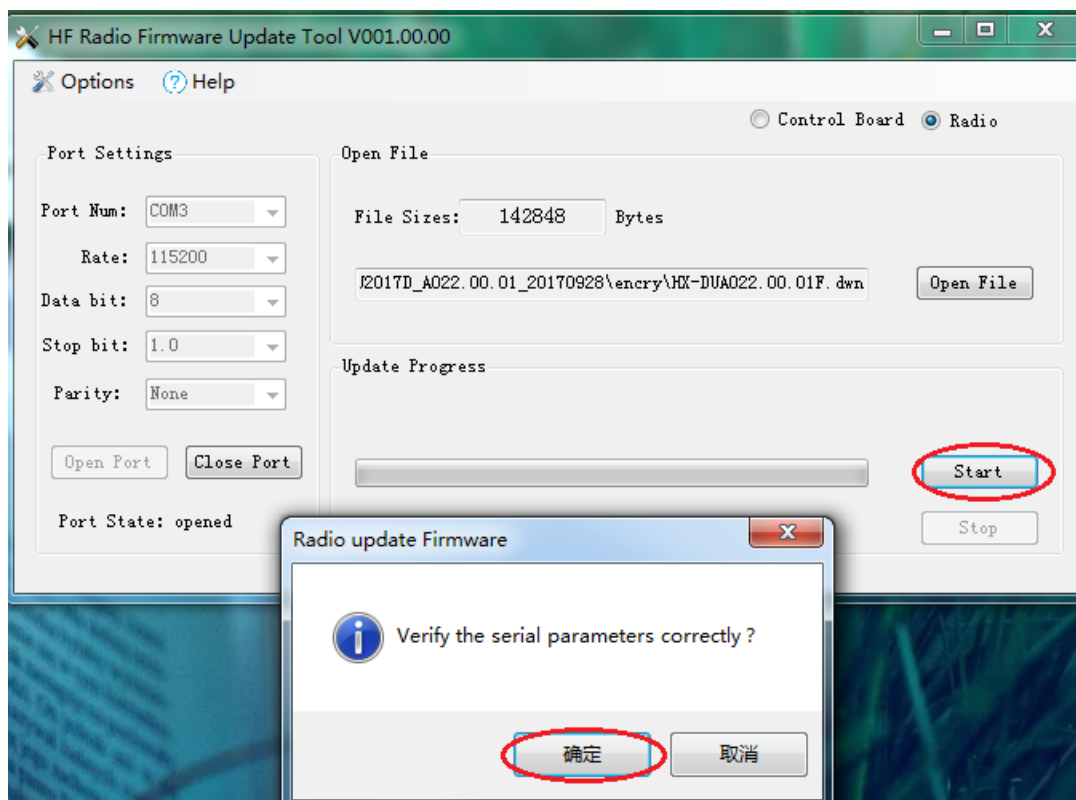 HF Radio Firmware Update Tool V001.00.00
Options Help
Control Board Radio
Port Settings
Port Num: COM3
Rate: 115200
Data bit: 8
Stop bit: 1.0
Parity: None
Open Port Close Port
Port State: opened
Open File
File Sizes: 142848 Bytes
J2017D_A022.00.01_20170928\encry\HX-DUA022.00.01F.dwn Open File
Update Progress
Start
Stop
Radio update Firmware
Verify the serial parameters correctly ?
确定 取消